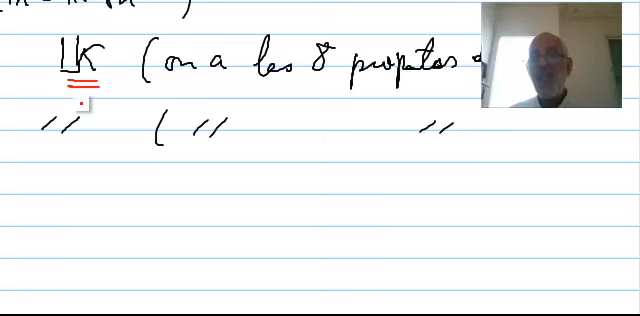 𝕂 (on a les 8 propriétés
// ( // //